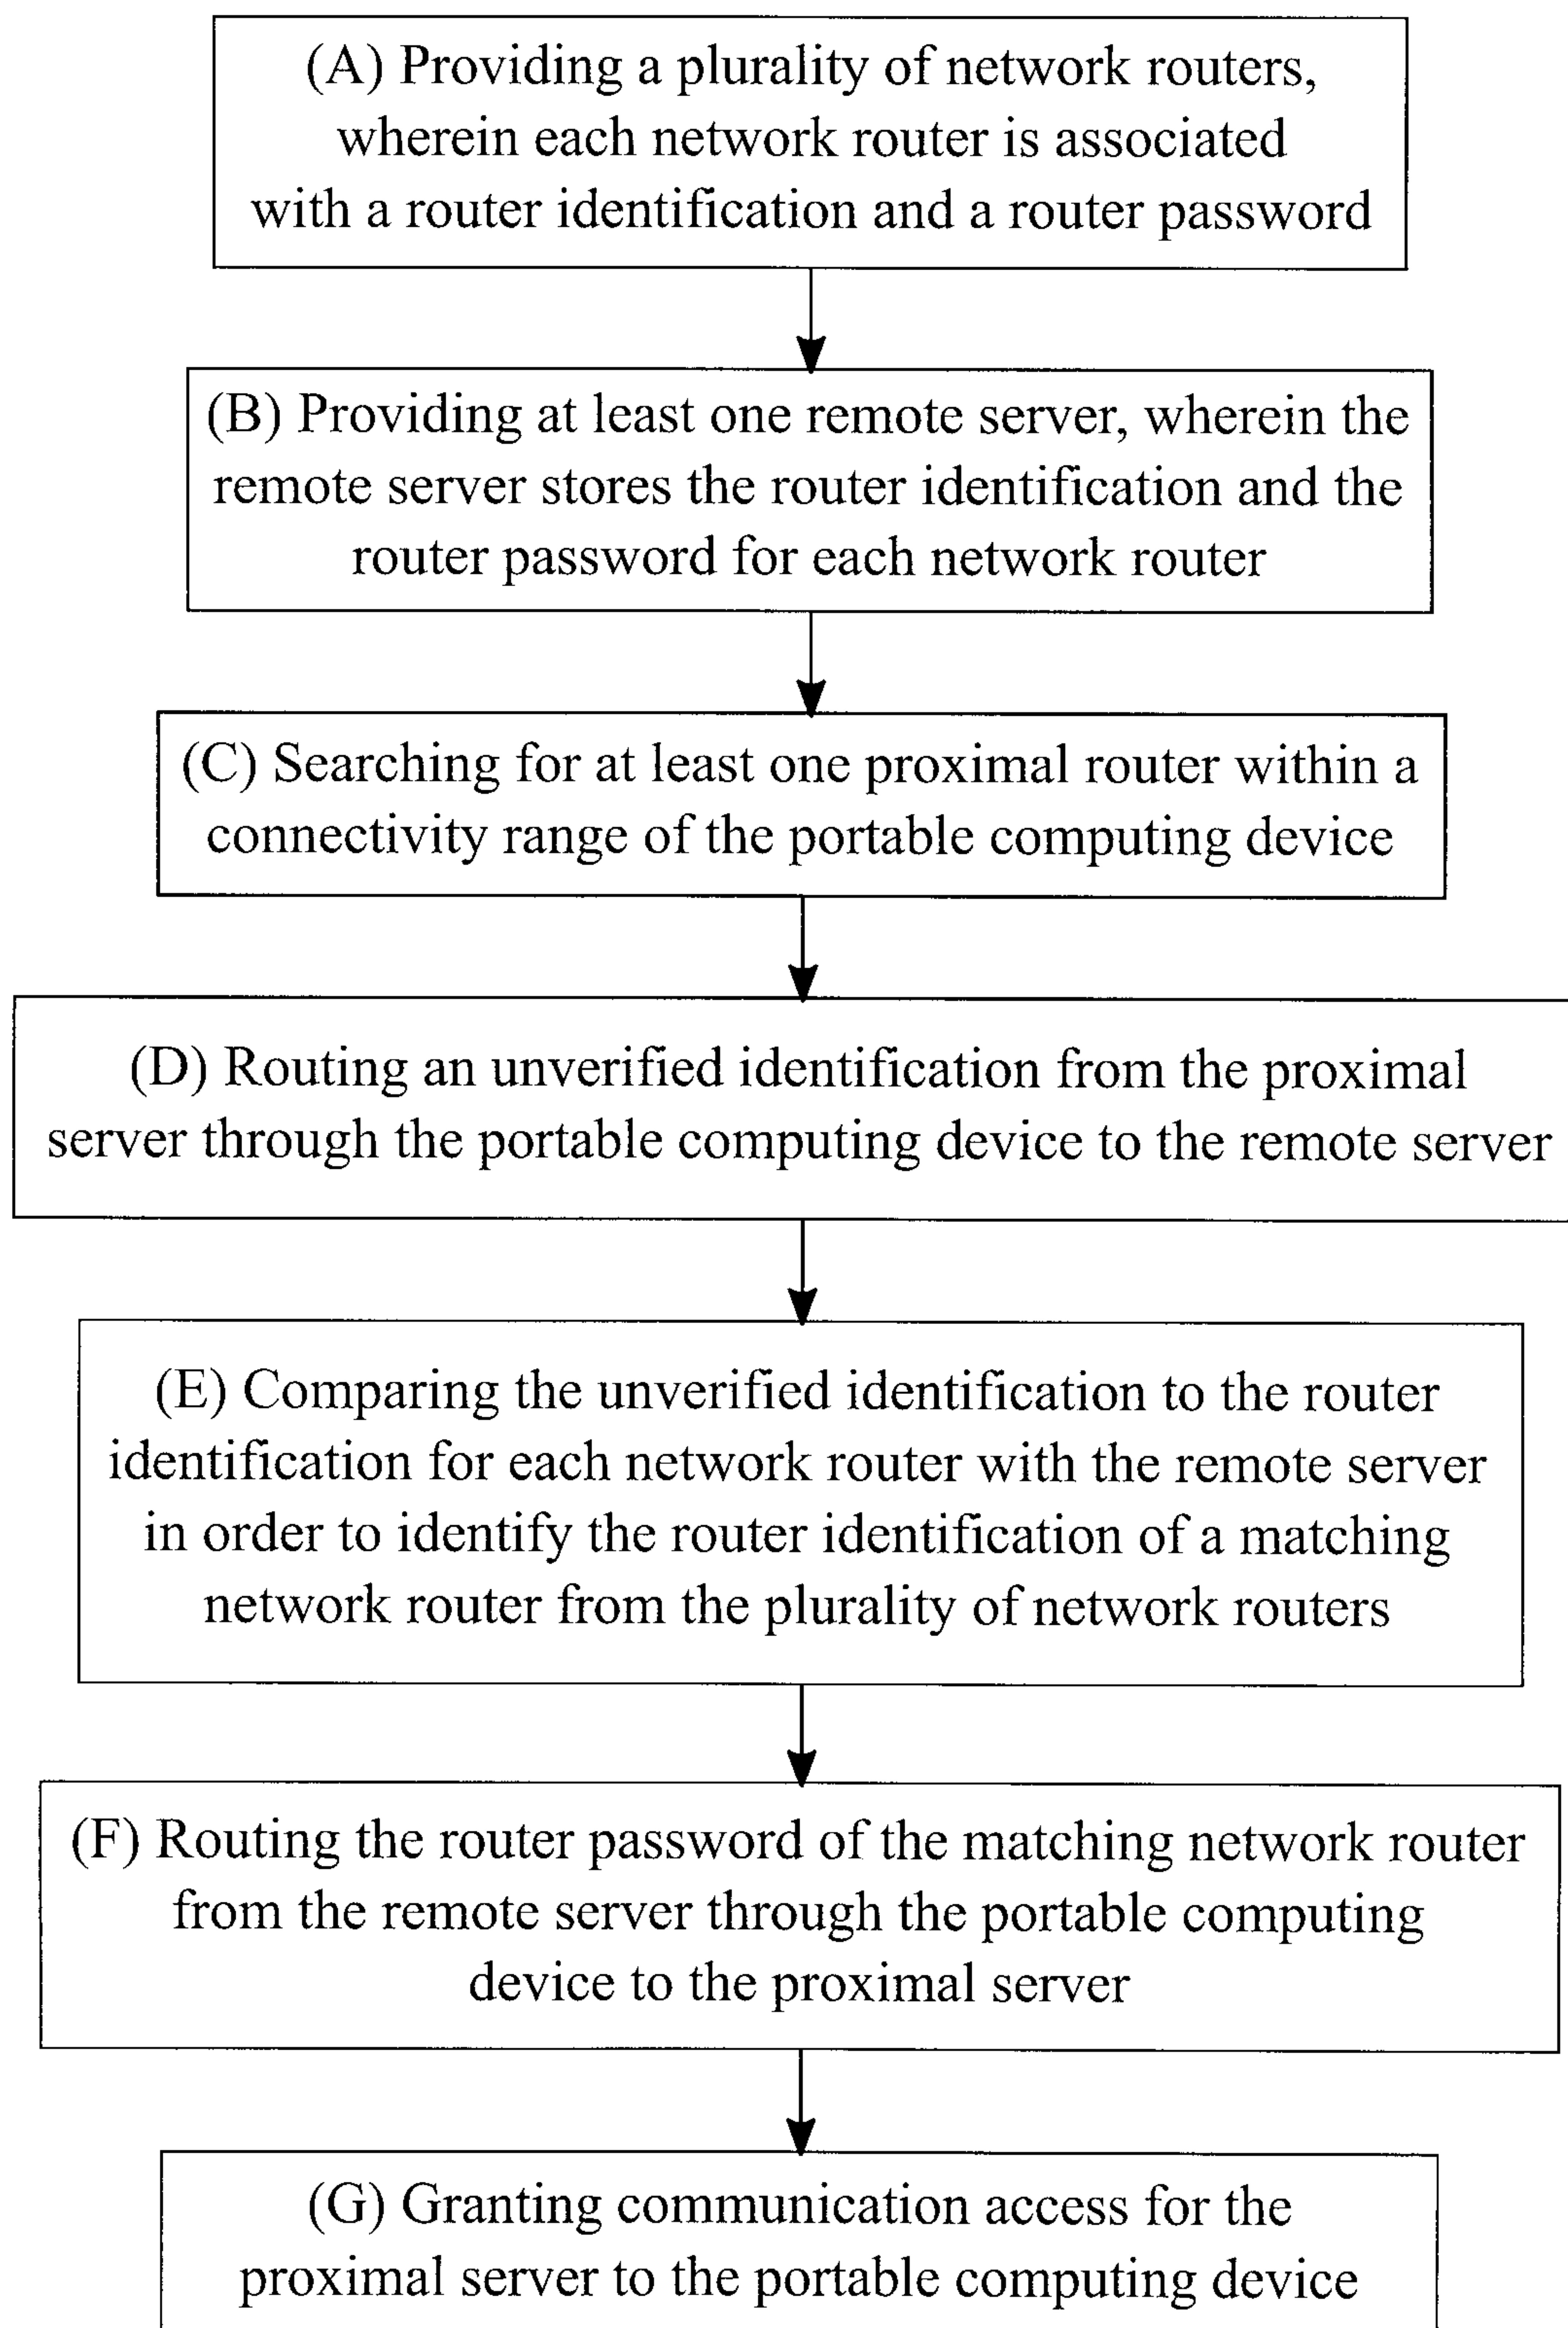 (A) Providing a plurality of network routers,
wherein each network router is associated
with a router identification and a router password
(B) Providing at least one remote server, wherein the
remote server stores the router identification and the
router password for each network router
(C) Searching for at least one proximal router within a
connectivity range of the portable computing device
(D) Routing an unverified identification from the proximal
server through the portable computing device to the remote server
(E) Comparing the unverified identification to the router
identification for each network router with the remote server
in order to identify the router identification of a matching
network router from the plurality of network routers
(F) Routing the router password of the matching network router
from the remote server through the portable computing
device to the proximal server
(G) Granting communication access for the
proximal server to the portable computing device